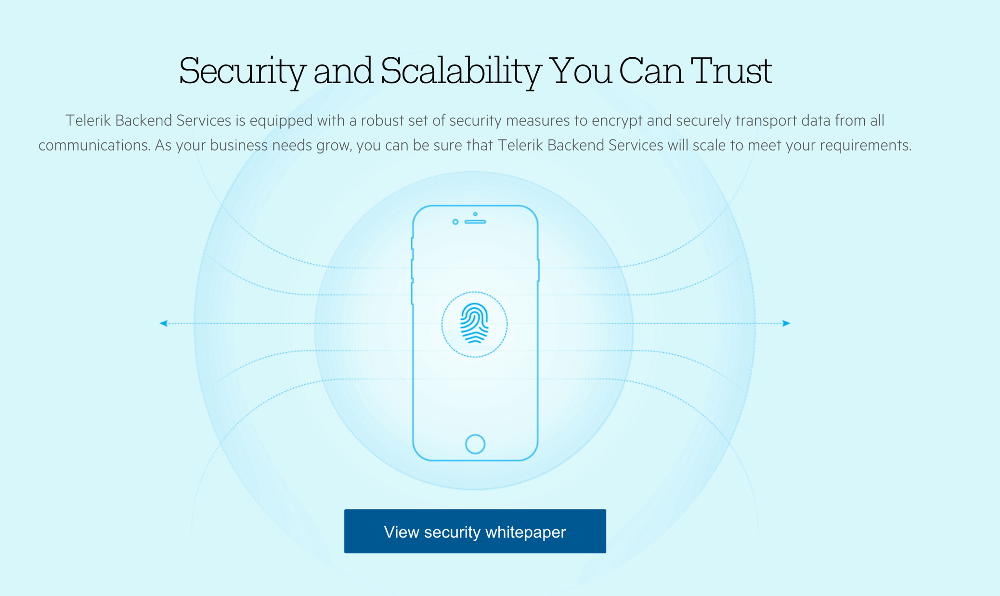 Security and Scalability You Can Trust
Telerik Backend Services is equipped with a robust set of security measures to encrypt and securely transport data from all
communications. As your business needs grow, you can be sure that Telerik Backend Services will scale to meet your requirements.
View security whitepaper